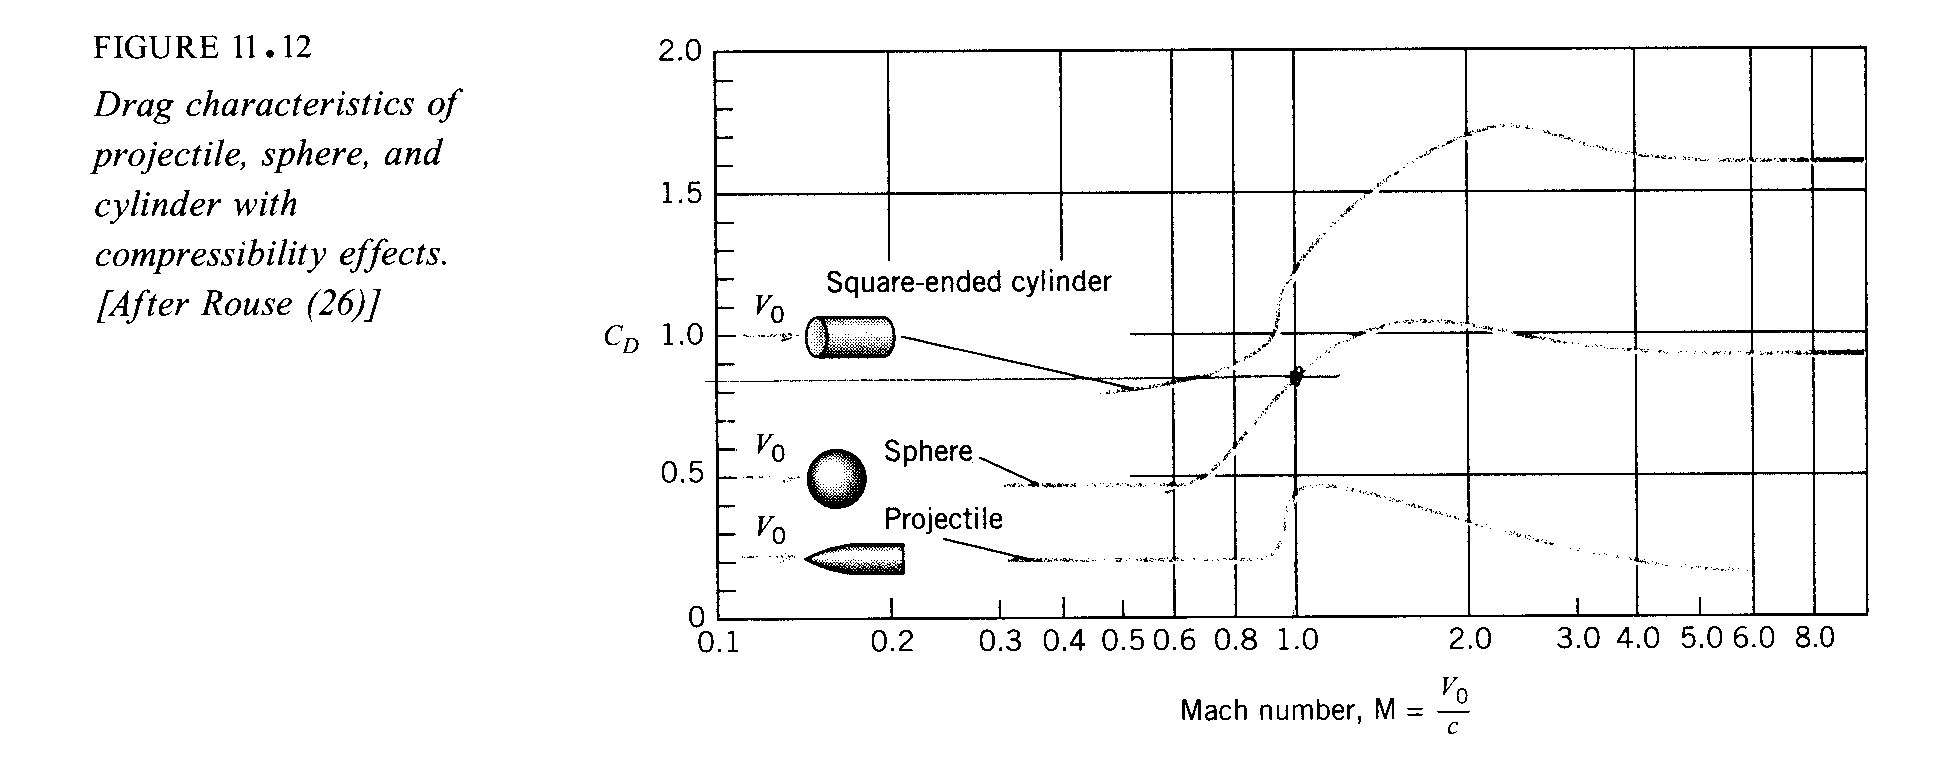 FIGURE 11.12
Drag characteristics of
projectile, sphere, and
cylinder with
compressibility effects.
[After Rouse (26)]
2.0
1.5
Square-ended cylinder
V0
CD 1.0
V0
Sphere
0.5
V0
Projectile
0
0.1 0.2 0.3 0.4 0.5 0.6 0.8 1.0 2.0 3.0 4.0 5.0 6.0 8.0
Mach number, M = V0
c